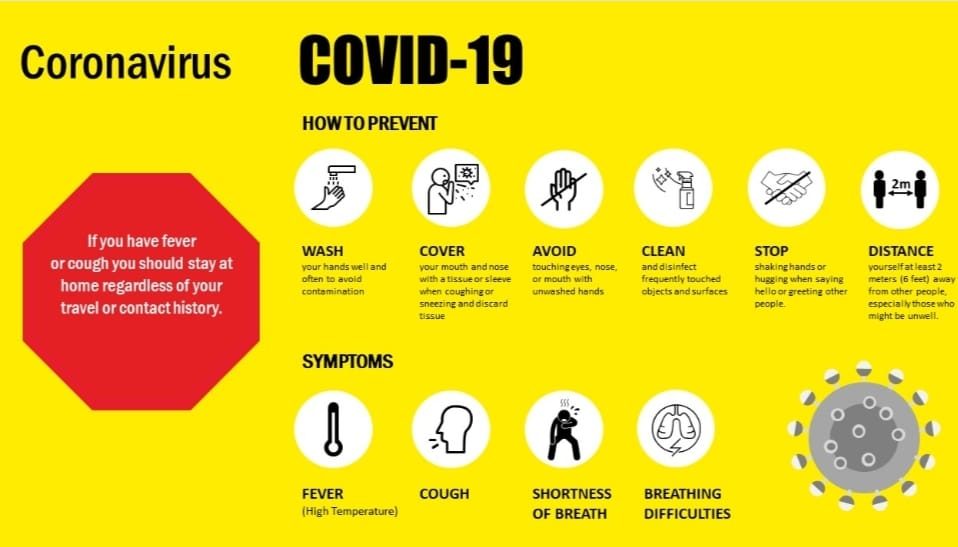 Coronavirus
COVID-19
HOW TO PREVENT
If you have fever
or cough you should stay at
home regardless of your
travel or contact history.
WASH
your hands well and
often to avoid
contamination
COVER
your mouth and nose
with a tissue or sleeve
when coughing or
sneezing and discard
tissue
AVOID
touching eyes, nose,
or mouth with
unwashed hands
CLEAN
and disinfect
frequently touched
objects and surfaces
STOP
shaking hands or
hugging when saying
hello or greeting other
people.
2m
DISTANCE
yourself at least 2
meters (6 feet) away
from other people,
especially those who
might be unwell.
SYMPTOMS
FEVER
(High Temperature)
COUGH
SHORTNESS
OF BREATH
BREATHING
DIFFICULTIES